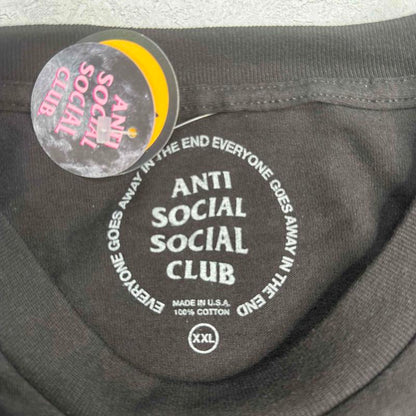 ANTI
SOCIAL
SOCIAL
CLUB
EVERYONE GOES AWAY IN THE END EVERYONE GOES AWAY IN THE END
ANTI
SOCIAL
SOCIAL
CLUB
MADE IN U.S.A.
100% COTTON
XXL